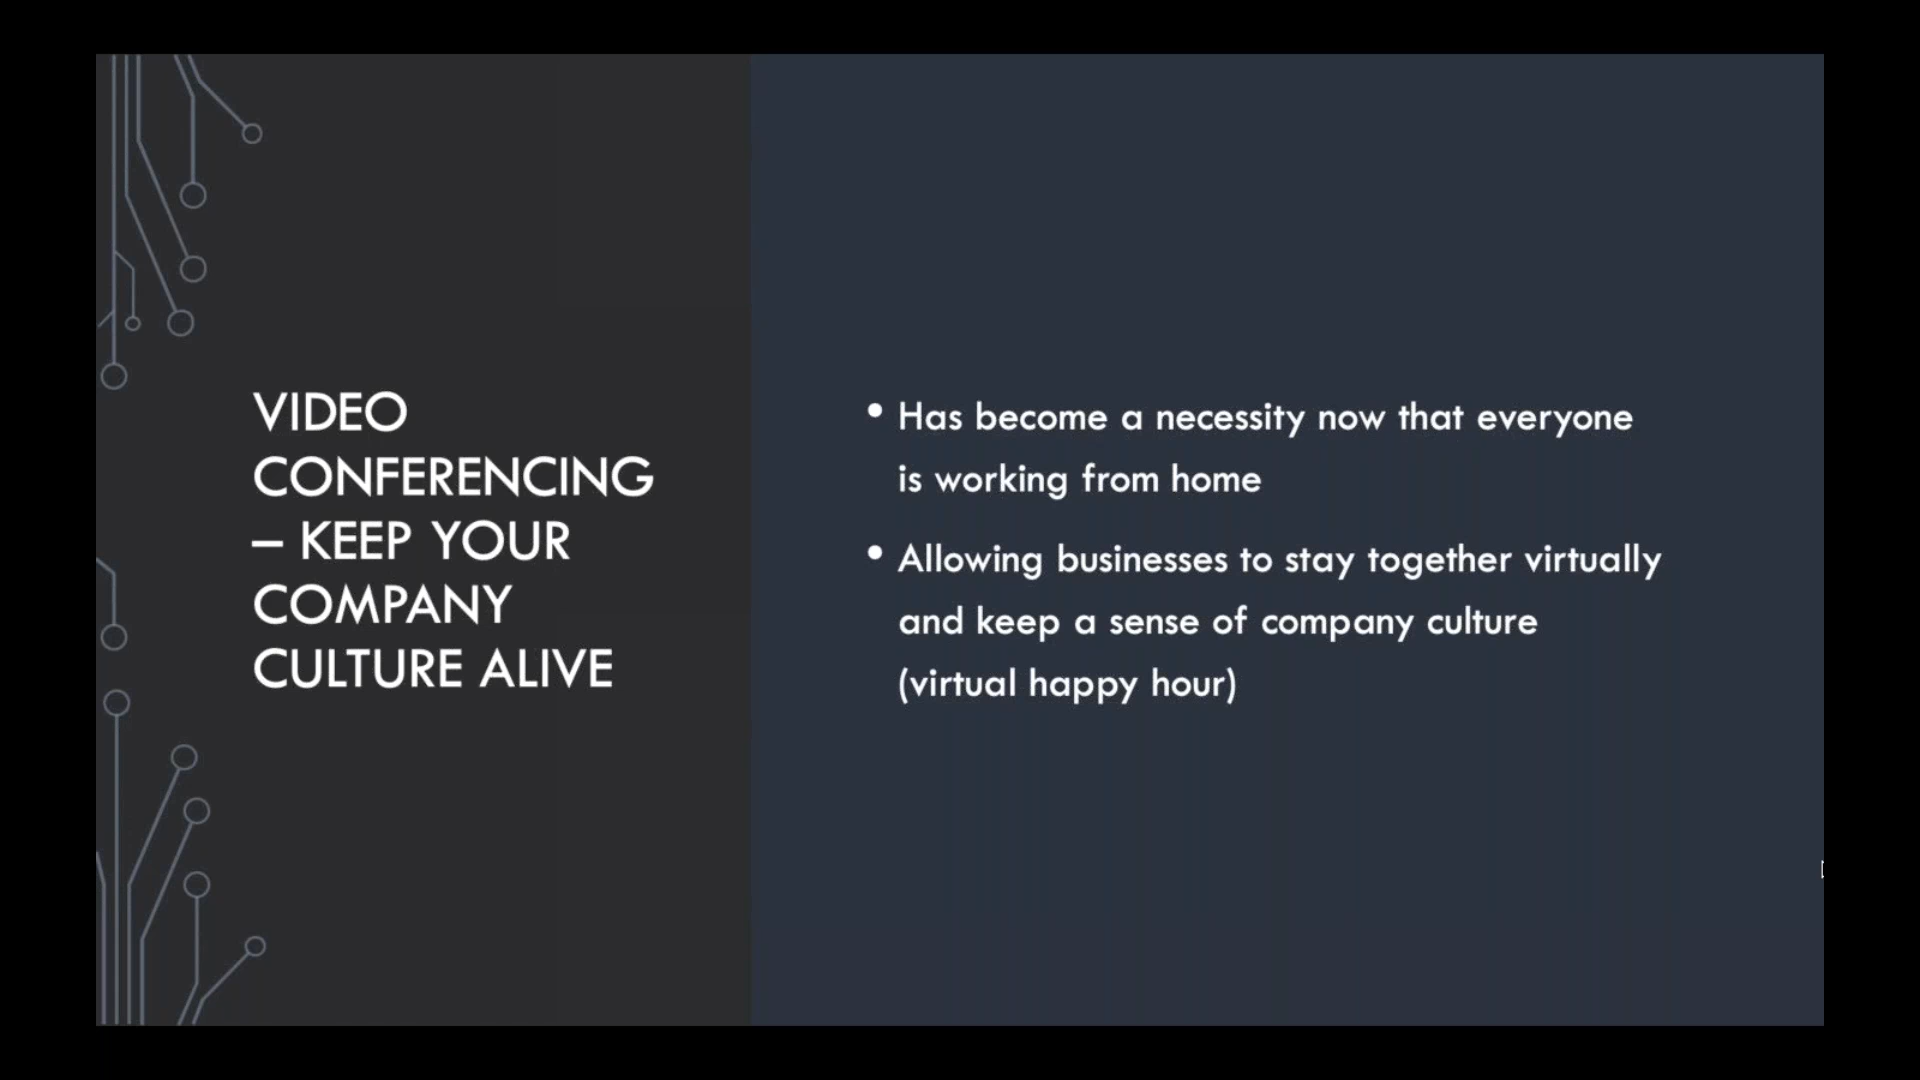 VIDEO
CONFERENCING
– KEEP YOUR
COMPANY
CULTURE ALIVE
• Has become a necessity now that everyone
is working from home
• Allowing businesses to stay together virtually
and keep a sense of company culture
(virtual happy hour)